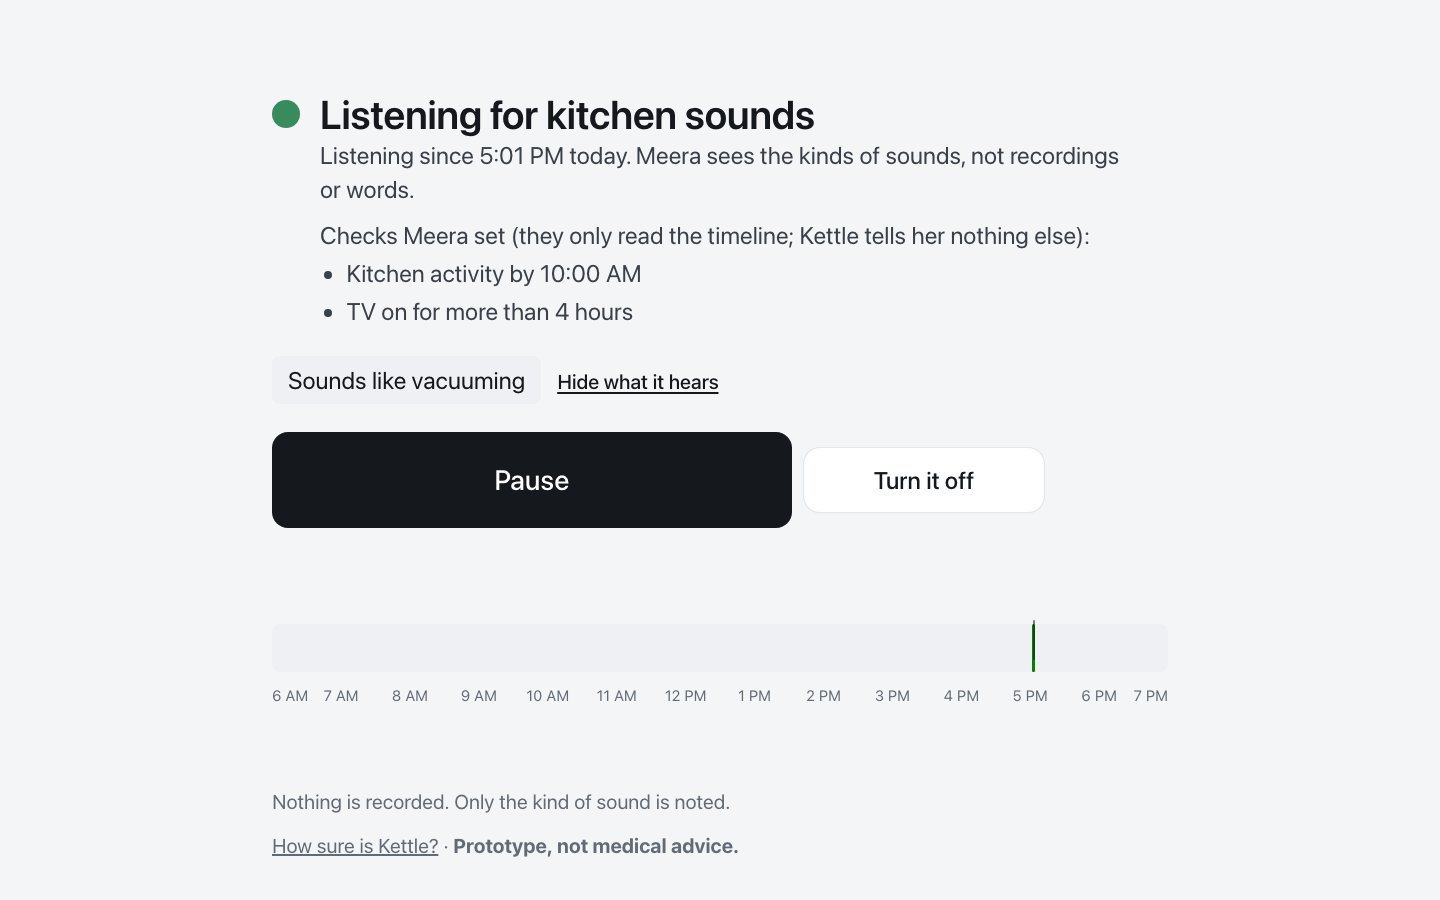 Listening for kitchen sounds
Listening since 5:01 PM today. Meera sees the kinds of sounds, not recordings
or words.
Checks Meera set (they only read the timeline; Kettle tells her nothing else):
• Kitchen activity by 10:00 AM
• TV on for more than 4 hours
Sounds like vacuuming Hide what it hears
Pause Turn it off
6 AM 7 AM 8 AM 9 AM 10 AM 11 AM 12 PM 1 PM 2 PM 3 PM 4 PM 5 PM 6 PM 7 PM
Nothing is recorded. Only the kind of sound is noted.
How sure is Kettle? · Prototype, not medical advice.